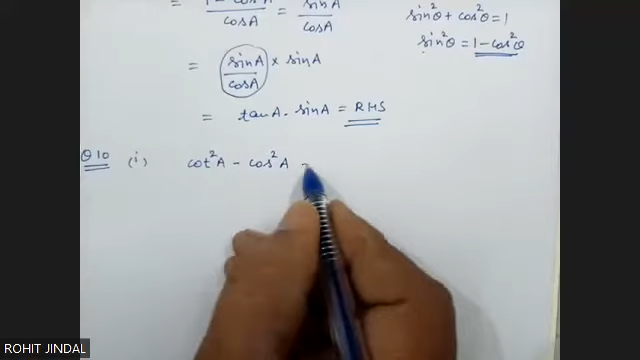 = 1 - cos²A / cosA = sin²A / cosA
sin²θ + cos²θ = 1
sin²θ = 1 - cos²θ
= sinA / cosA × sinA
= tanA . sinA = RHS
Q10 (i) cot²A - cos²A
ROHIT JINDAL